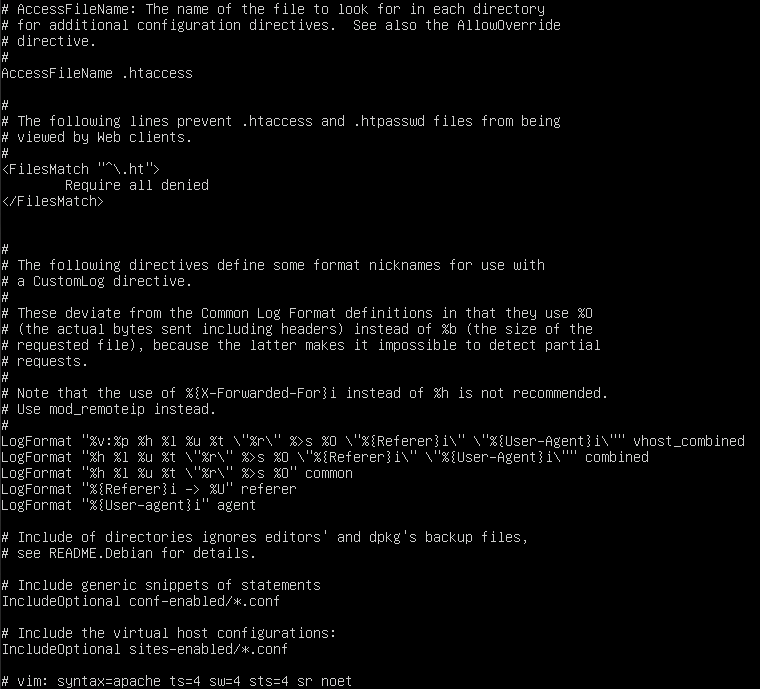 # AccessFileName: The name of the file to look for in each directory
# for additional configuration directives.  See also the AllowOverride
# directive.
#
AccessFileName .htaccess

#
# The following lines prevent .htaccess and .htpasswd files from being
# viewed by Web clients.
#
<FilesMatch "^\.ht">
        Require all denied
</FilesMatch>


#
# The following directives define some format nicknames for use with
# a CustomLog directive.
#
# These deviate from the Common Log Format definitions in that they use %O
# (the actual bytes sent including headers) instead of %b (the size of the
# requested file), because the latter makes it impossible to detect partial
# requests.
#
# Note that the use of %{X-Forwarded-For}i instead of %h is not recommended.
# Use mod_remoteip instead.
#
LogFormat "%v:%p %h %l %u %t \"%r\" %>s %O \"%{Referer}i\" \"%{User-Agent}i\"" vhost_combined
LogFormat "%h %l %u %t \"%r\" %>s %O \"%{Referer}i\" \"%{User-Agent}i\"" combined
LogFormat "%h %l %u %t \"%r\" %>s %O" common
LogFormat "%{Referer}i -> %U" referer
LogFormat "%{User-agent}i" agent

# Include of directories ignores editors' and dpkg's backup files,
# see README.Debian for details.

# Include generic snippets of statements
IncludeOptional conf-enabled/*.conf

# Include the virtual host configurations:
IncludeOptional sites-enabled/*.conf

# vim: syntax=apache ts=4 sw=4 sts=4 sr noet